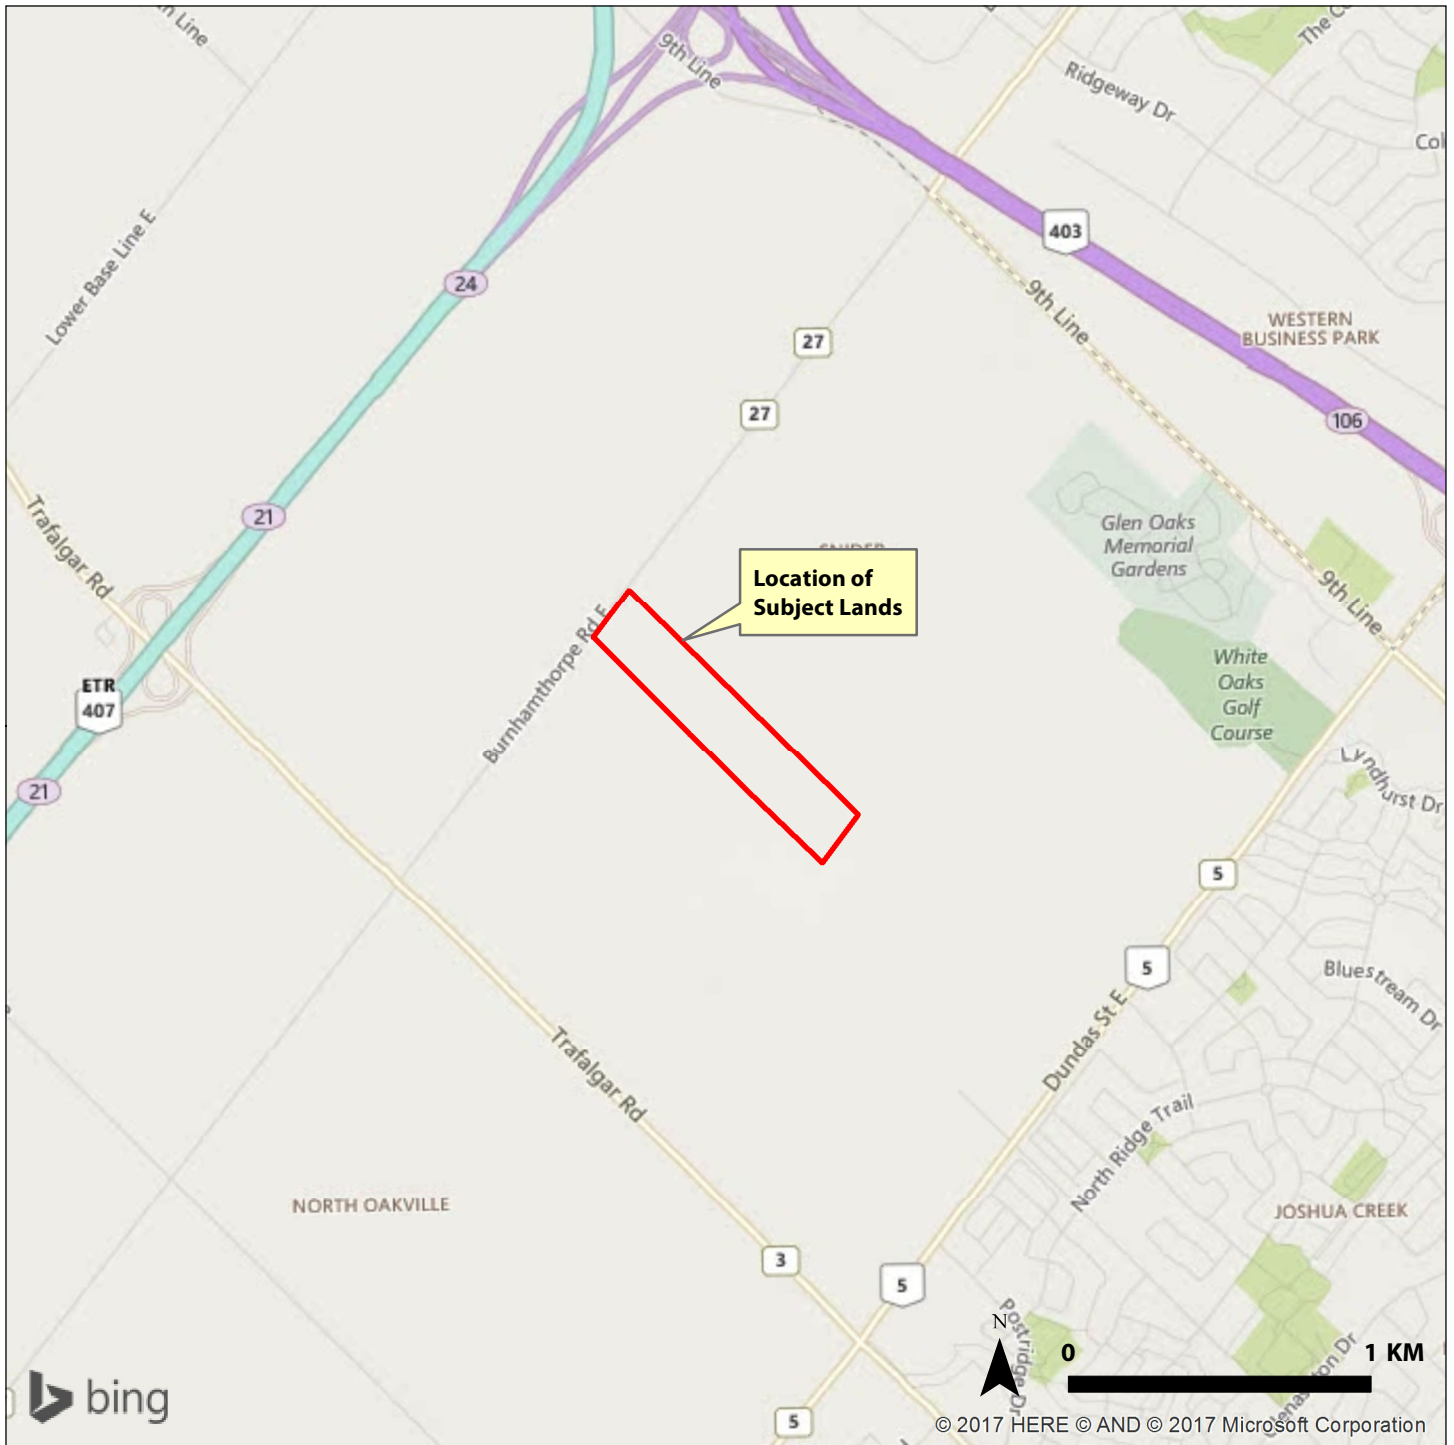 9th Line
Ridgeway Dr
Lower Base Line E
403
24
9th Line
WESTERN
BUSINESS PARK
27
27
106
Trafalgar Rd
21
Glen Oaks
Memorial
Gardens
Location of
Subject Lands
9th Line
Burnhamthorpe Rd E
White
Oaks
Golf
Course
ETR
407
21
Lyndhurst Dr
5
5
Bluestream Dr
Dundas St E
Trafalgar Rd
North Ridge Trail
NORTH OAKVILLE
JOSHUA CREEK
3
5
Postridge Dr
N
0
1 KM
bing
5
© 2017 HERE © AND © 2017 Microsoft Corporation